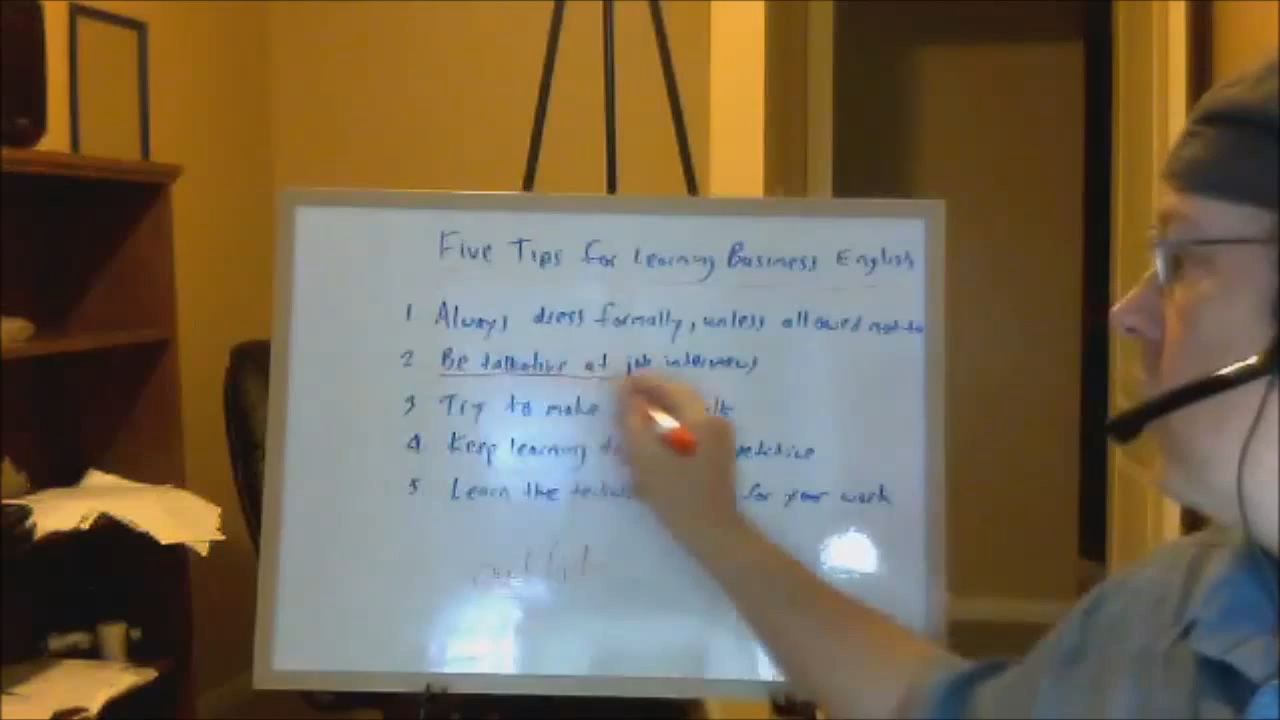 Five Tips for Learning Business English
1 Always dress formally, unless allowed not to
2 Be talkative at job interviews
3 Try to make
4 Keep learning
5 Learn the for your work